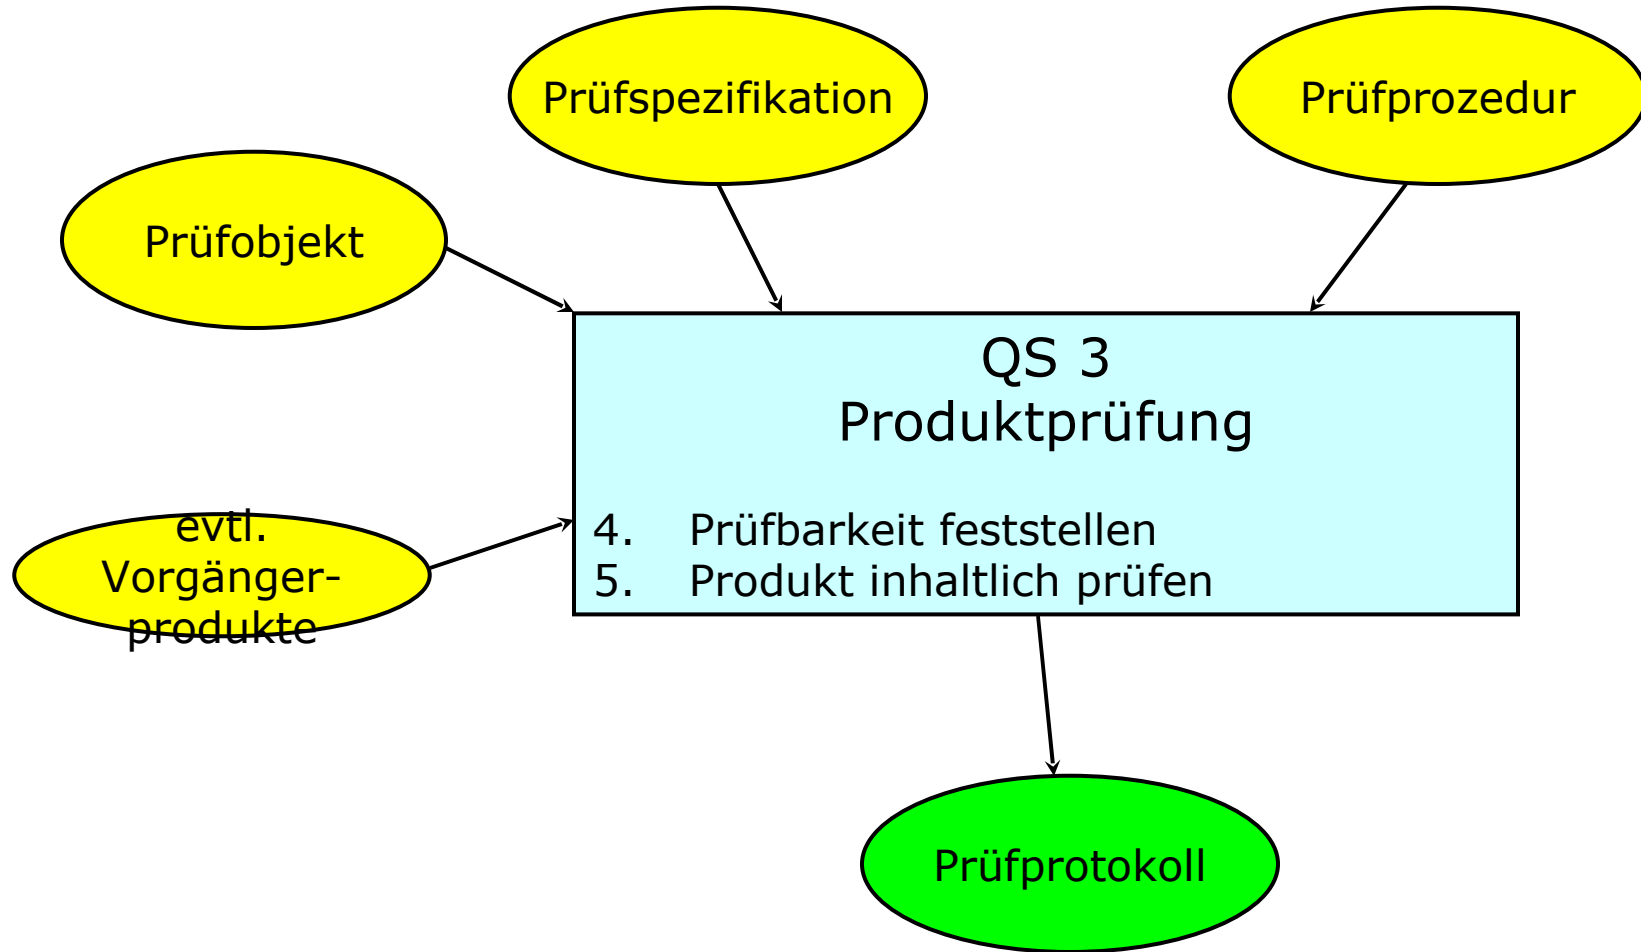 Prüfspezifikation
Prüfprozedur
Prüfobjekt
QS 3
Produktprüfung
evtl.
Vorgänger-
produkte
4. Prüfbarkeit feststellen
5. Produkt inhaltlich prüfen
Prüfprotokoll